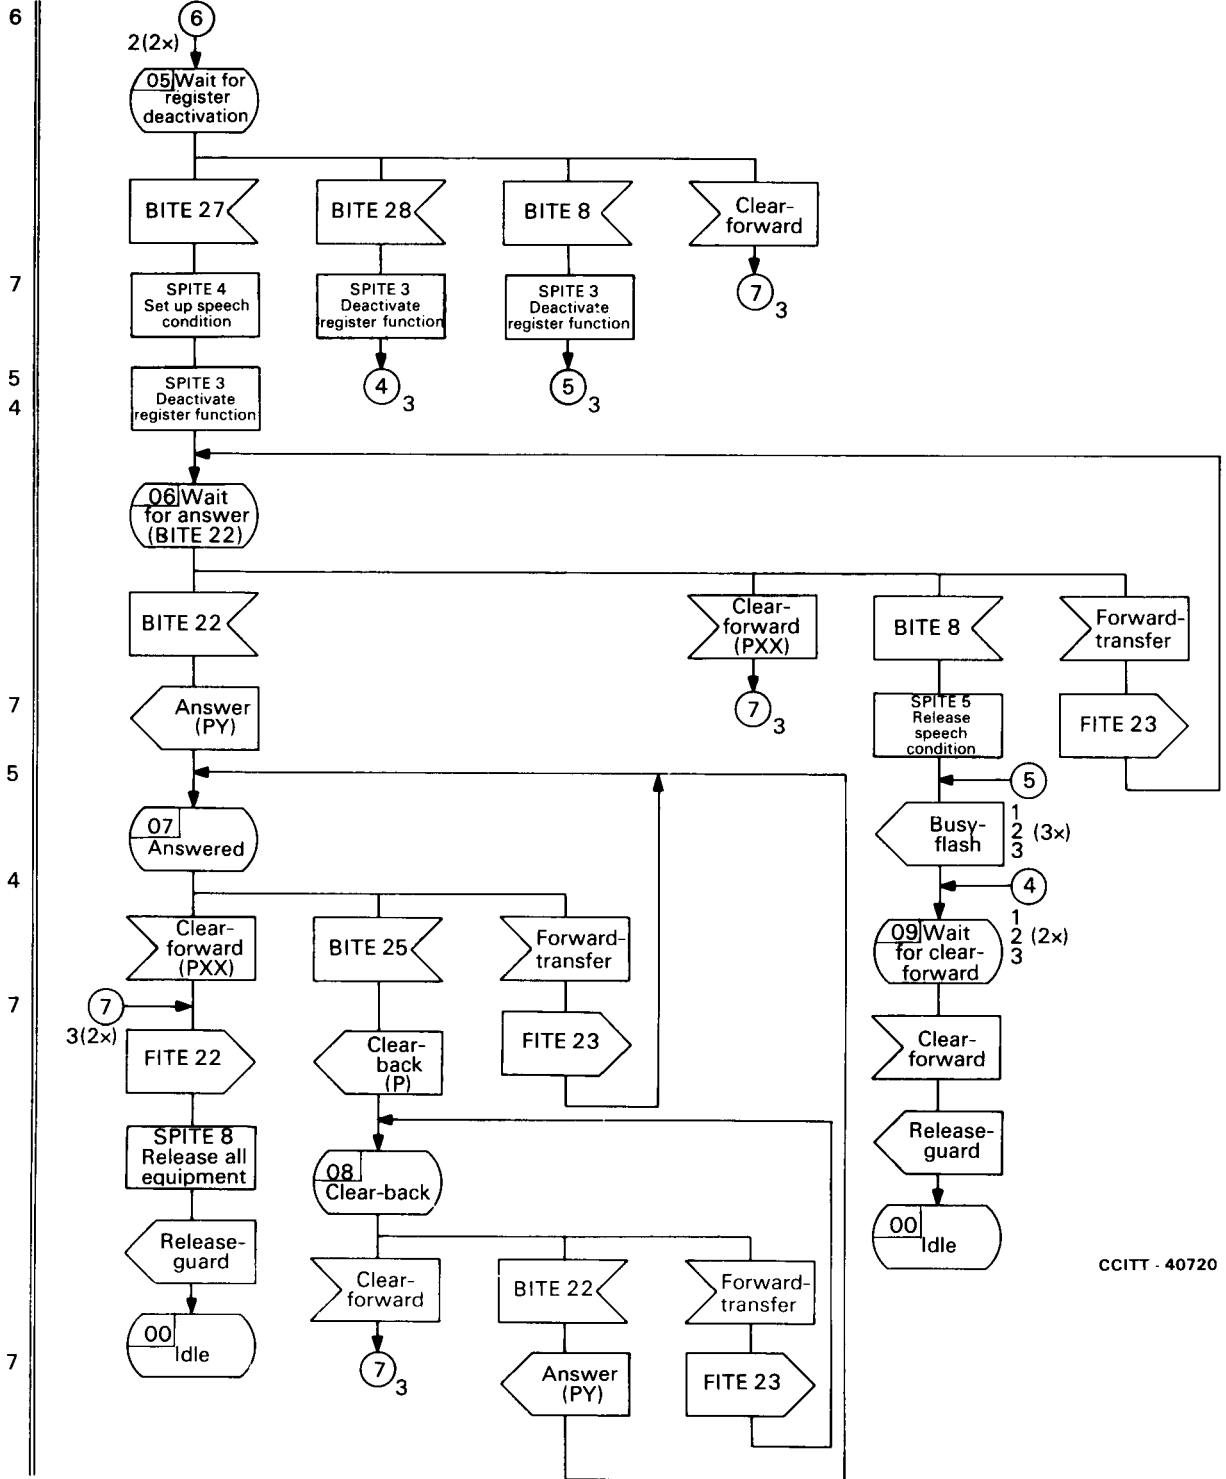 6
6
2(2×)
05 Wait for
register
deactivation
BITE 27
BITE 28
BITE 8
Clear-
forward
7
SPITE 4
Set up speech
condition
SPITE 3
Deactivate
register function
SPITE 3
Deactivate
register function
7
3
5
4
SPITE 3
Deactivate
register function
4
3
5
3
06 Wait
for answer
(BITE 22)
BITE 22
Clear-
forward
(PXX)
BITE 8
Forward-
transfer
7
Answer
(PY)
7
3
SPITE 5
Release
speech
condition
FITE 23
5
5
07
Answered
Busy-
flash
1
2 (3×)
3
4
4
Clear-
forward
(PXX)
BITE 25
Forward-
transfer
09 Wait
for clear-
forward
1
2 (2×)
3
7
7
3(2×)
FITE 22
Clear-
back
(P)
FITE 23
Clear-
forward
SPITE 8
Release all
equipment
08
Clear-back
Release-
guard
Release-
guard
Clear-
forward
BITE 22
Forward-
transfer
00
Idle
CCITT - 40720
00
Idle
7
7
3
Answer
(PY)
FITE 23